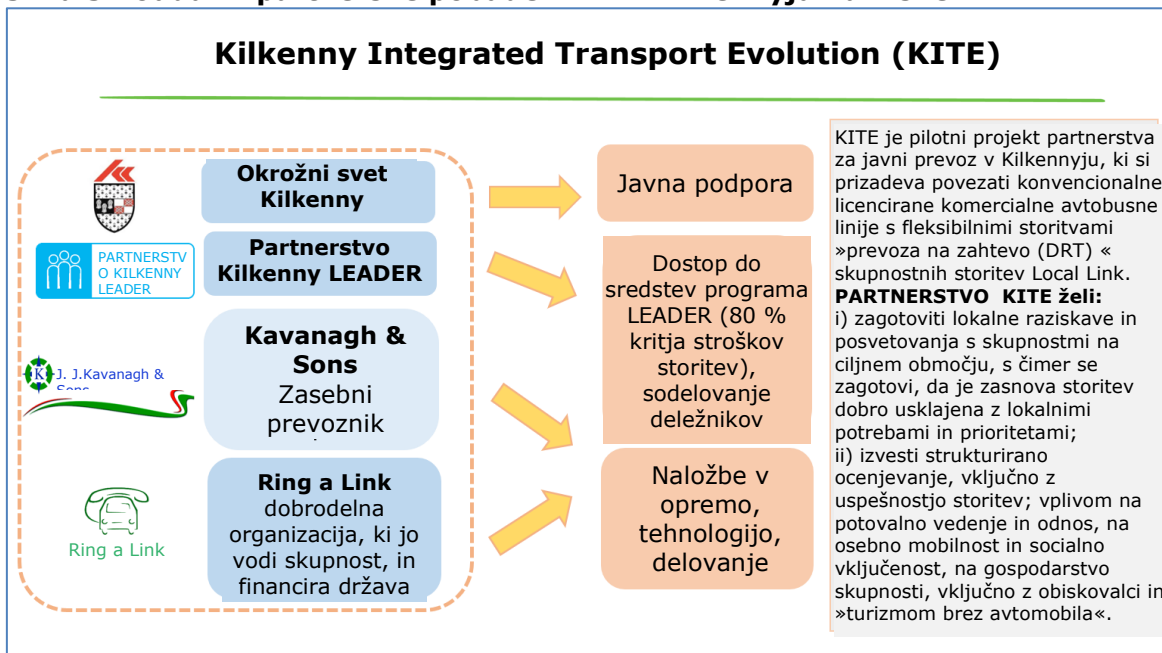 Kilkenny Integrated Transport Evolution (KITE)
Okrožni svet
Kilkenny
PARTNERSTV
O KILKENNY
LEADER
Partnerstvo
Kilkenny LEADER
J. J.Kavanagh &
Kavanagh &
Sons
Zasebni
prevoznik
Ring a Link
Ring a Link
dobrodelna
organizacija, ki jo
vodi skupnost, in
financira država
Javna podpora
Dostop do
sredstev programa
LEADER (80 %
kritja stroškov
storitev),
sodelovanje
deležnikov
Naložbe v
opremo,
tehnologijo,
delovanje
KITE je pilotni projekt partnerstva
za javni prevoz v Kilkennyju, ki si
prizadeva povezati konvencionalne
licencirane komercialne avtobusne
linije s fleksibilnimi storitvami
»prevoza na zahtevo (DRT) «
skupnostnih storitev Local Link.
PARTNERSTVO KITE želi:
i) zagotoviti lokalne raziskave in
posvetovanja s skupnostmi na
ciljnem območju, s čimer se
zagotovi, da je zasnova storitev
dobro usklajena z lokalnimi
potrebami in prioritetami;
ii) izvesti strukturirano
ocenjevanje, vključno z
uspešnostjo storitev; vplivom na
potovalno vedenje in odnos, na
osebno mobilnost in socialno
vključenost, na gospodarstvo
skupnosti, vključno z obiskovalci in
»turizmom brez avtomobila«.